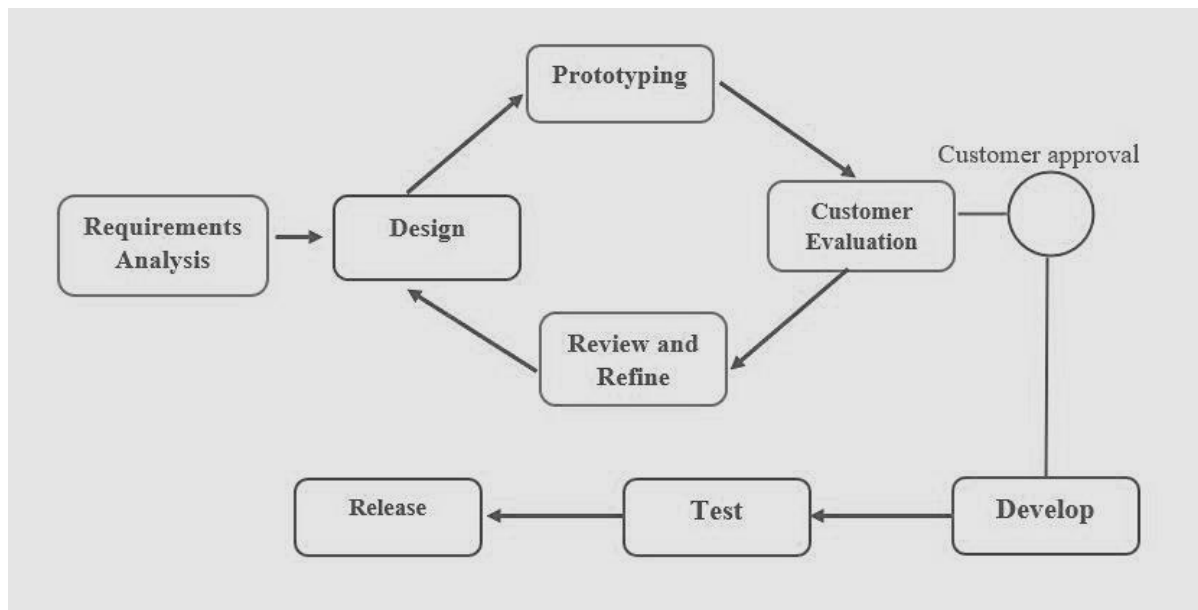 Prototyping
Customer approval
Requirements
Analysis
Design
Customer
Evaluation
Review and
Refine
Release
Test
Develop